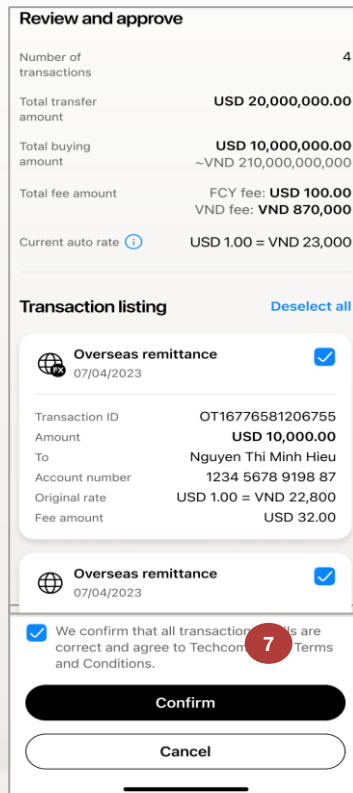 Review and approve
Number of transactions 4
Total transfer amount USD 20,000,000.00
Total buying amount USD 10,000,000.00
~VND 210,000,000,000
Total fee amount FCY fee: USD 100.00
VND fee: VND 870,000
Current auto rate i USD 1.00 = VND 23,000
Transaction listing Deselect all
Overseas remittance
FX
07/04/2023
Transaction ID OT16776581206755
Amount USD 10,000.00
To Nguyen Thi Minh Hieu
Account number 1234 5678 9198 87
Original rate USD 1.00 = VND 22,800
Fee amount USD 32.00
Overseas remittance
07/04/2023
We confirm that all are
correct and agree to Terms
and Conditions.
7
Confirm
Cancel